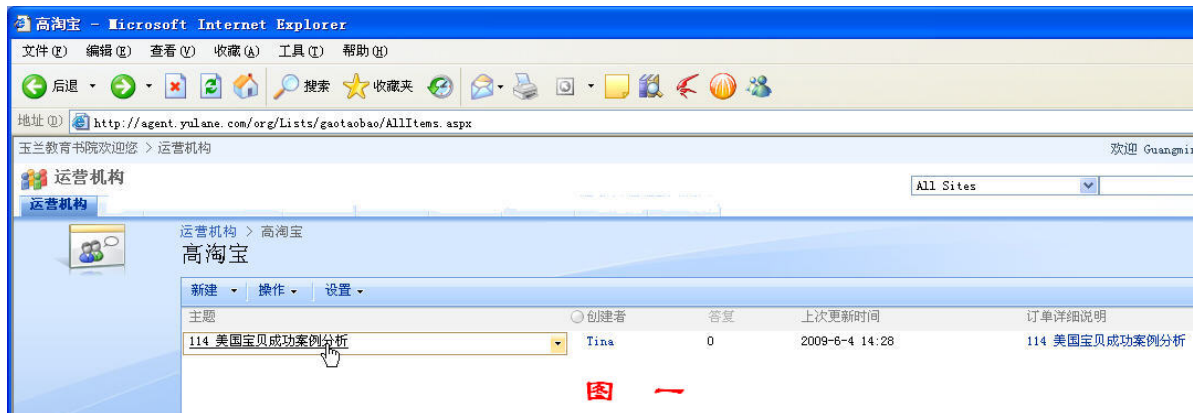 高淘宝 - Microsoft Internet Explorer
文件(F) 编辑(E) 查看(V) 收藏(A) 工具(T) 帮助(H)
后退 搜索 收藏夹
地址(D) http://agent.yulane.com/org/Lists/gaotaobao/AllItems.aspx
玉兰教育书院欢迎您 > 运营机构 欢迎 Guangmin
运营机构 All Sites
运营机构
运营机构 > 高淘宝
高淘宝
新建 操作 设置
主题 创建者 答复 上次更新时间 订单详细说明
114 美国宝贝成功案例分析 Tina 0 2009-6-4 14:28 114 美国宝贝成功案例分析
图 一